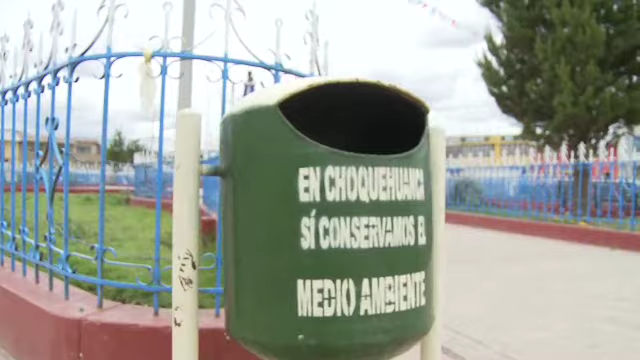 EN CHOQUEHUANCA
SÍ CONSERVAMOS EL
MEDIO AMBIENTE